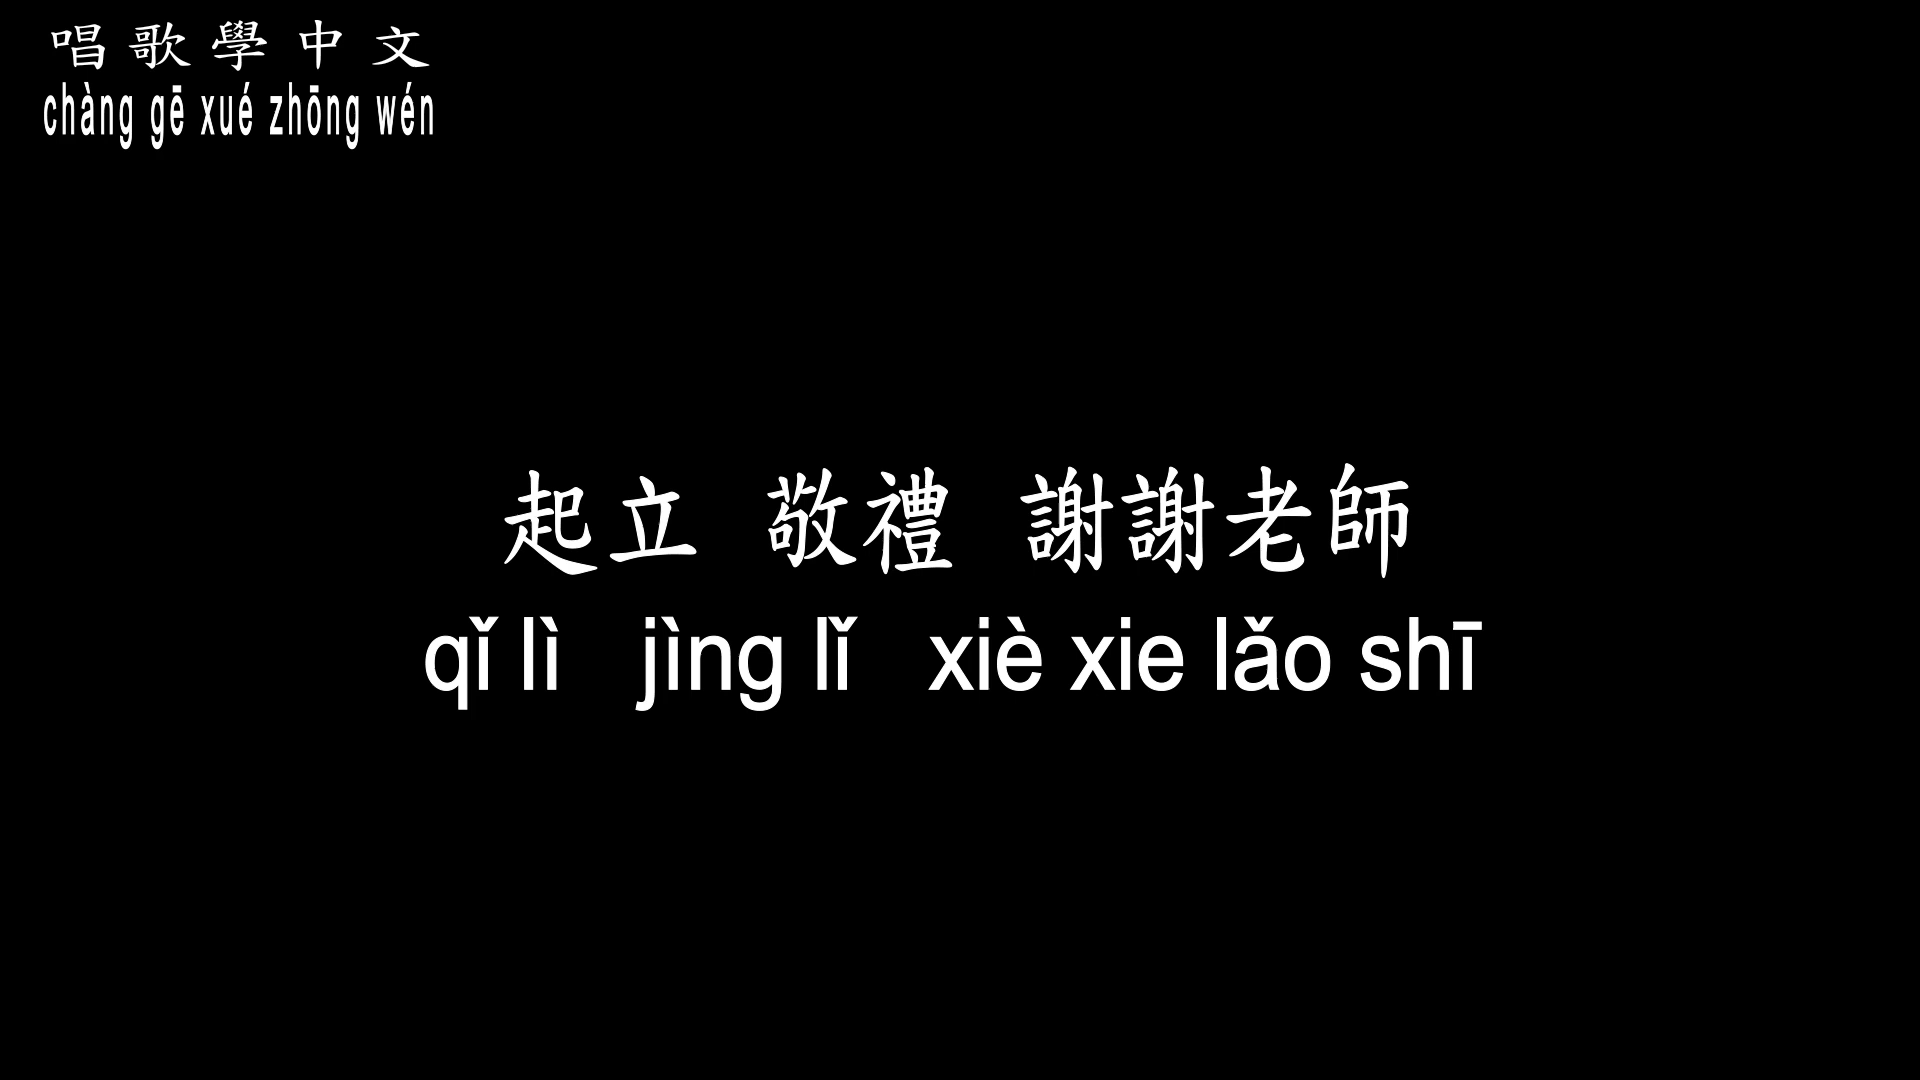 唱歌學中文
chàng gē xué zhōng wén
起立 敬禮 謝謝老師
qǐ lì jìng lǐ xiè xie lǎo shī